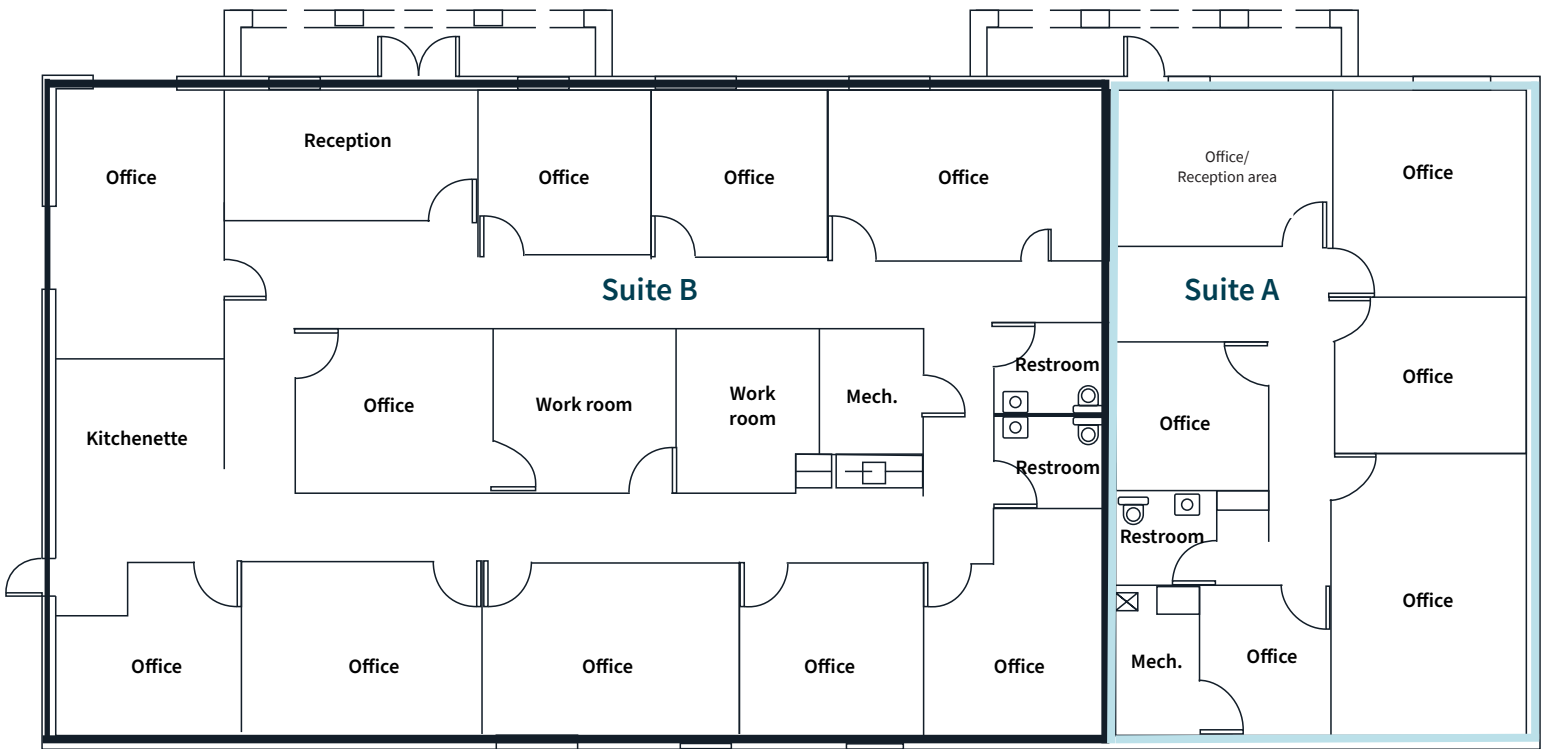 Office
Reception
Office
Office
Office
Office/
Reception area
Office
Suite B
Suite A
Kitchenette
Office
Work room
Work
room
Mech.
Restroom
Restroom
Office
Office
Restroom
Office
Office
Office
Office
Office
Office
Mech.
Office
Office